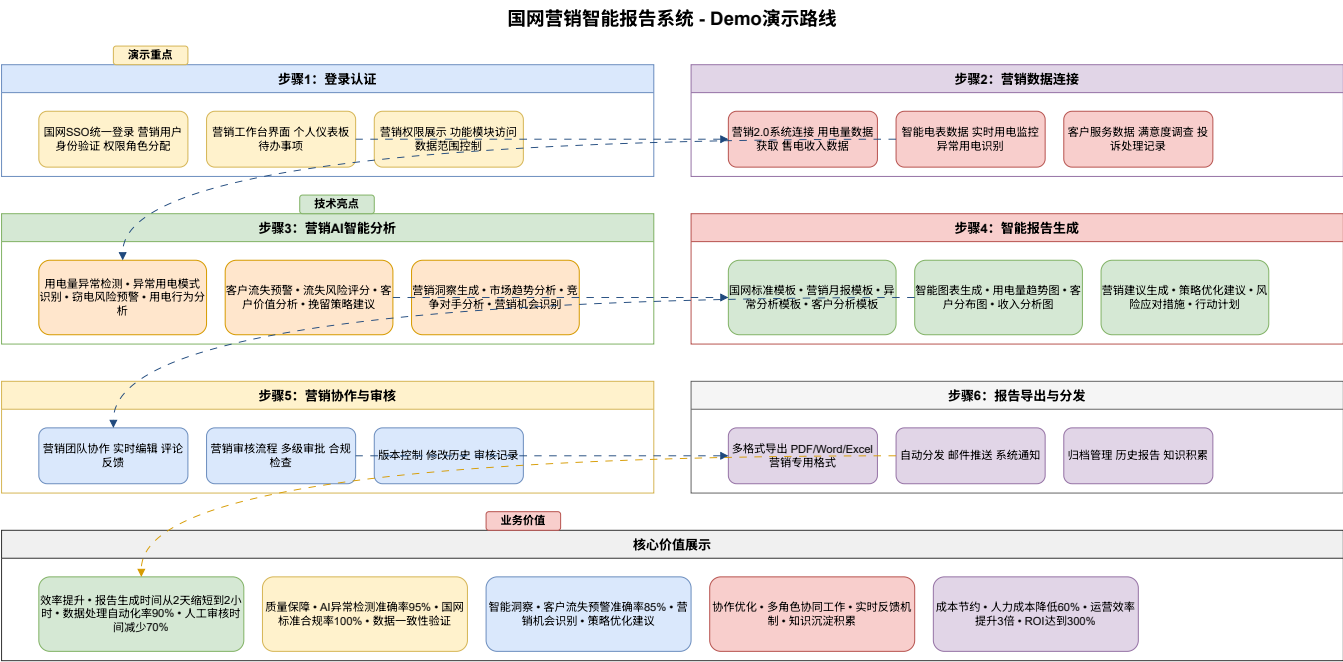 国网营销智能报告系统 - Demo演示路线
演示重点
步骤1：登录认证
国网SSO统一登录 营销用户
身份验证 权限角色分配
营销工作台界面 个人仪表板
待办事项
营销权限展示 功能模块访问
数据范围控制
步骤2：营销数据连接
营销2.0系统连接 用电量数据
获取 售电收入数据
智能电表数据 实时用电监控
异常用电识别
客户服务数据 满意度调查 投
诉处理记录
技术亮点
步骤3：营销AI智能分析
用电量异常检测 • 异常用电模式
识别 • 窃电风险预警 • 用电行为分
析
客户流失预警 • 流失风险评分 • 客
户价值分析 • 挽留策略建议
营销洞察生成 • 市场趋势分析 • 竞
争对手分析 • 营销机会识别
步骤4：智能报告生成
国网标准模板 • 营销月报模板 • 异
常分析模板 • 客户分析模板
智能图表生成 • 用电量趋势图 • 客
户分布图 • 收入分析图
营销建议生成 • 策略优化建议 • 风
险应对措施 • 行动计划
步骤5：营销协作与审核
营销团队协作 实时编辑 评论
反馈
营销审核流程 多级审批 合规
检查
版本控制 修改历史 审核记录
步骤6：报告导出与分发
多格式导出 PDF/Word/Excel
营销专用格式
自动分发 邮件推送 系统通知
归档管理 历史报告 知识积累
业务价值
核心价值展示
效率提升 • 报告生成时间从2天缩短到2小
时 • 数据处理自动化率90% • 人工审核时
间减少70%
质量保障 • AI异常检测准确率95% • 国网
标准合规率100% • 数据一致性验证
智能洞察 • 客户流失预警准确率85% • 营
销机会识别 • 策略优化建议
协作优化 • 多角色协同工作 • 实时反馈机
制 • 知识沉淀积累
成本节约 • 人力成本降低60% • 运营效率
提升3倍 • ROI达到300%